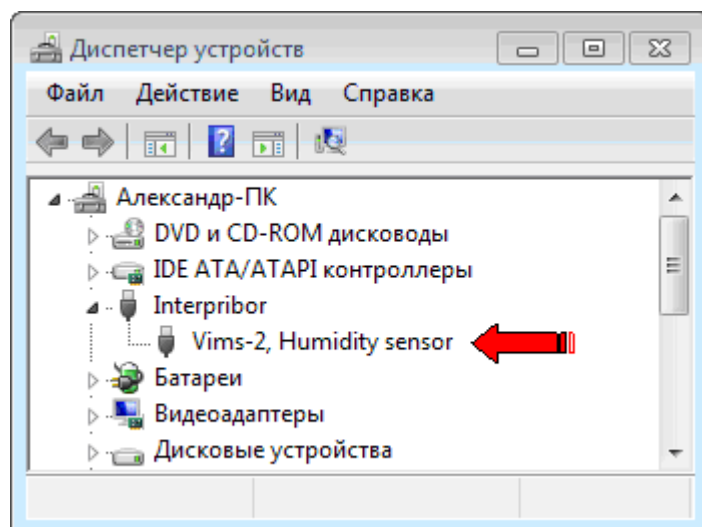 Диспетчер устройств
Файл Действие Вид Справка
?
Александр-ПК
DVD и CD-ROM дисководы
IDE ATA/ATAPI контроллеры
Interpribor
Vims-2, Humidity sensor
Батареи
Видеоадаптеры
Дисковые устройства